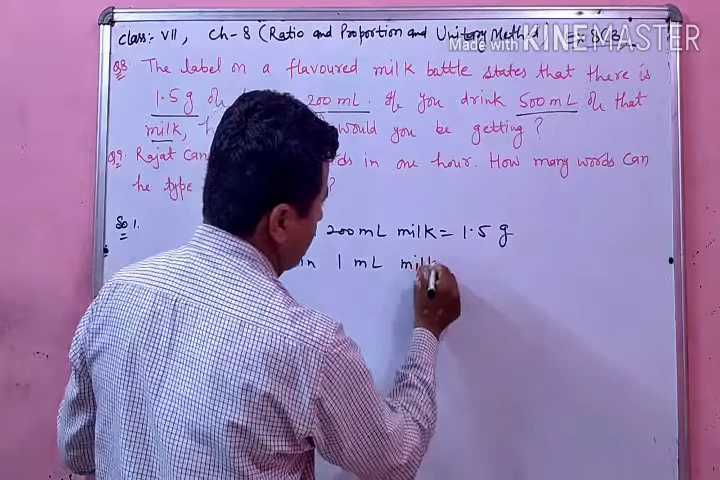 Class:- VII, Ch-8 (Ratio and Proportion and Unitary Method)
Made with KINEMASTER
Q8 The label on a flavoured milk bottle states that there is
1.5 g of 200 mL. If you drink 500 mL of that
milk, would you be getting?
Q9. Rajat can in one hour. How many words can
he type ?
Sol. 200 mL milk = 1.5 g
in 1 mL milk